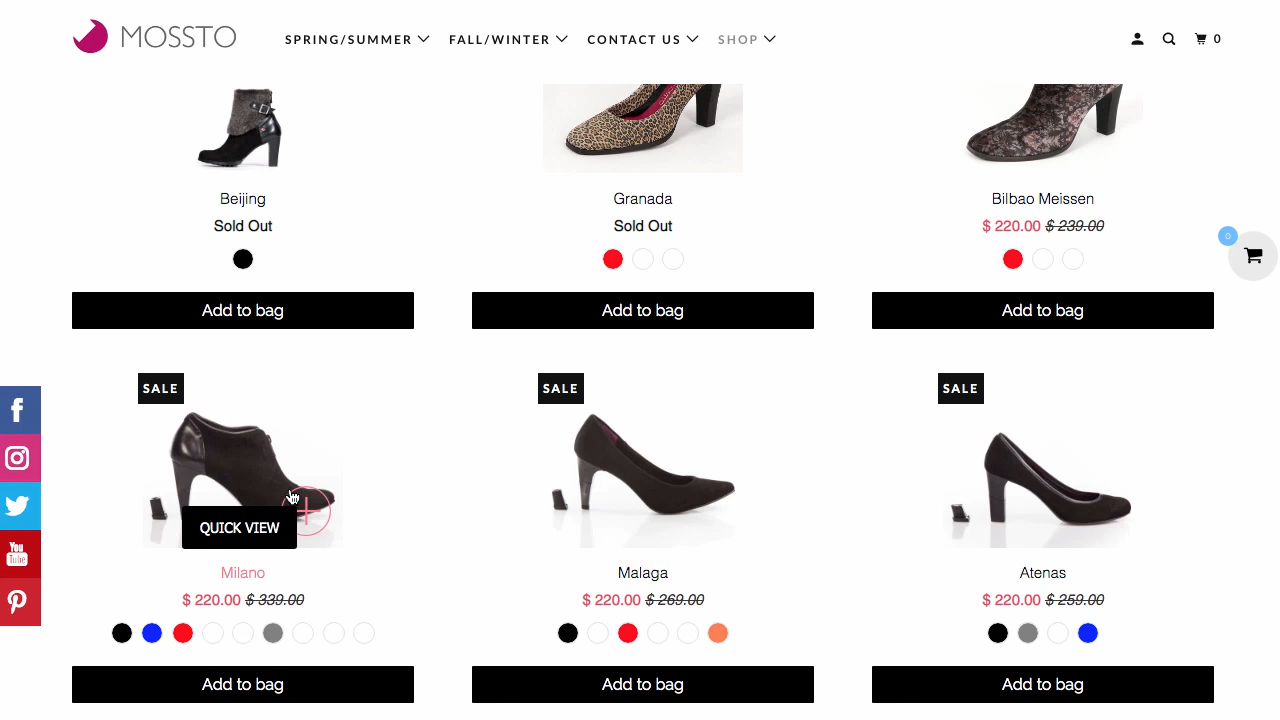 MOSSTO
SPRING/SUMMER
FALL/WINTER
CONTACT US
SHOP
0
Beijing
Sold Out
Add to bag
Granada
Sold Out
Add to bag
Bilbao Meissen
$ 220.00 $ 239.00
Add to bag
0
SALE
QUICK VIEW
Milano
$ 220.00 $ 339.00
Add to bag
SALE
Malaga
$ 220.00 $ 269.00
Add to bag
SALE
Atenas
$ 220.00 $ 259.00
Add to bag
You
Tube